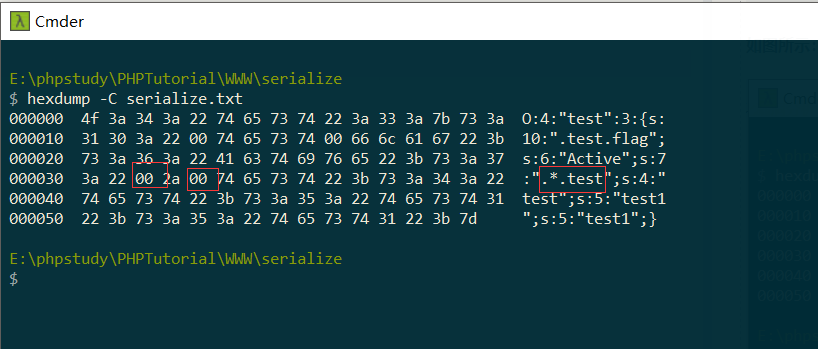 Cmder
E:\phpstudy\PHPTutorial\WWW\serialize
$ hexdump -C serialize.txt
000000 4f 3a 34 3a 22 74 65 73 74 22 3a 33 3a 7b 73 3a O:4:"test":3:{s:
000010 31 30 3a 22 00 74 65 73 74 00 66 6c 61 67 22 3b 10:".test.flag";
000020 73 3a 36 3a 22 41 63 74 69 76 65 22 3b 73 3a 37 s:6:"Active";s:7
000030 3a 22 00 2a 00 74 65 73 74 22 3b 73 3a 34 3a 22 :".*.test";s:4:"
000040 74 65 73 74 22 3b 73 3a 35 3a 22 74 65 73 74 31 test";s:5:"test1
000050 22 3b 73 3a 35 3a 22 74 65 73 74 31 22 3b 7d ";s:5:"test1";}
E:\phpstudy\PHPTutorial\WWW\serialize
$